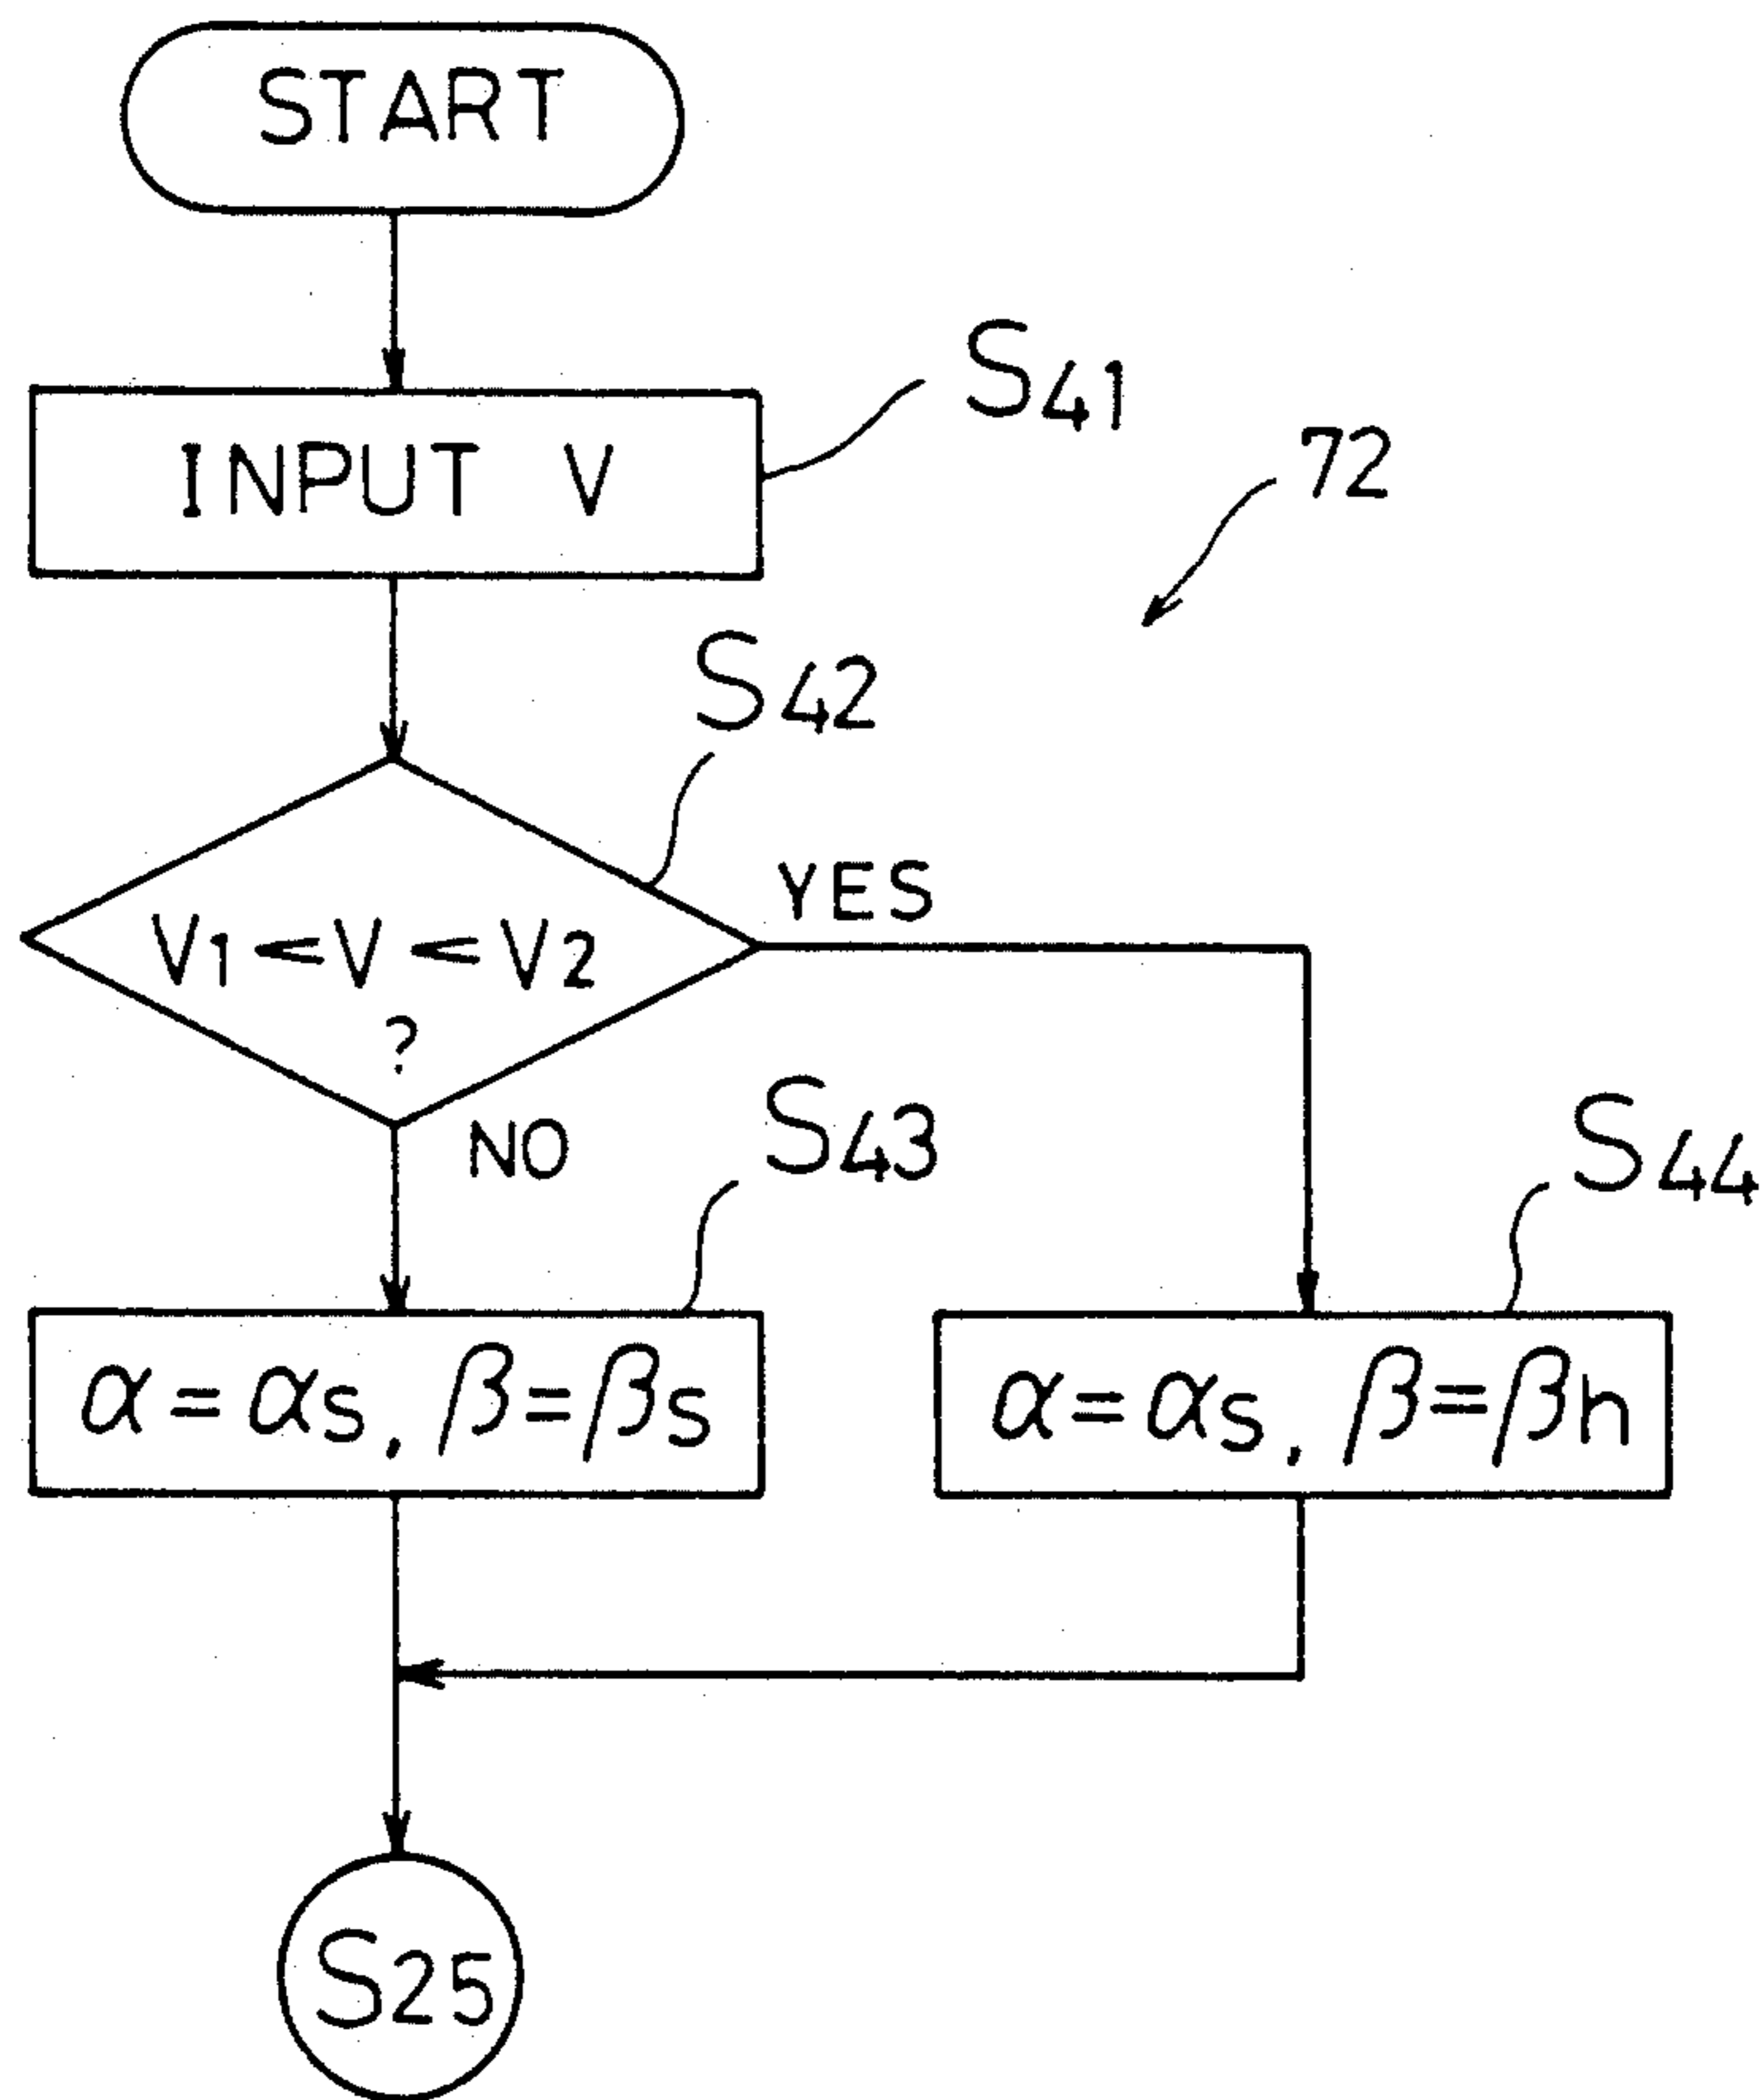 START
INPUT V
S41
72
S42
V1 < V < V2
?
YES
NO
S43
S44
α = αs, β = βs
α = αs, β = βh
S25